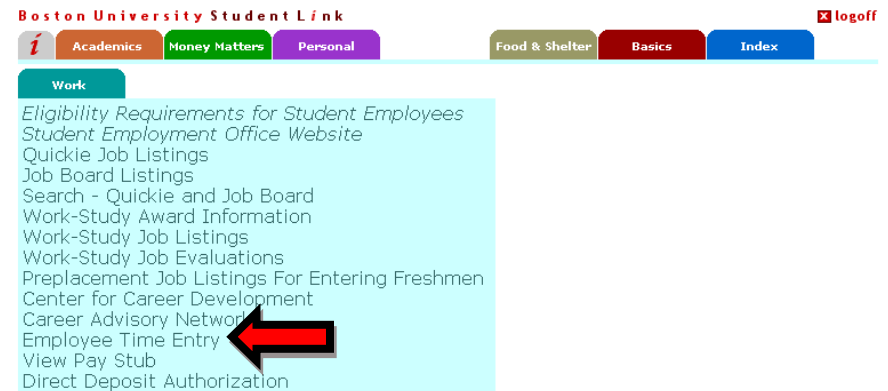 Boston University Student Link
logoff
i Academics Money Matters Personal Food & Shelter Basics Index
Work
Eligibility Requirements for Student Employees
Student Employment Office Website
Quickie Job Listings
Job Board Listings
Search - Quickie and Job Board
Work-Study Award Information
Work-Study Job Listings
Work-Study Job Evaluations
Preplacement Job Listings For Entering Freshmen
Center for Career Development
Career Advisory Network
Employee Time Entry
View Pay Stub
Direct Deposit Authorization